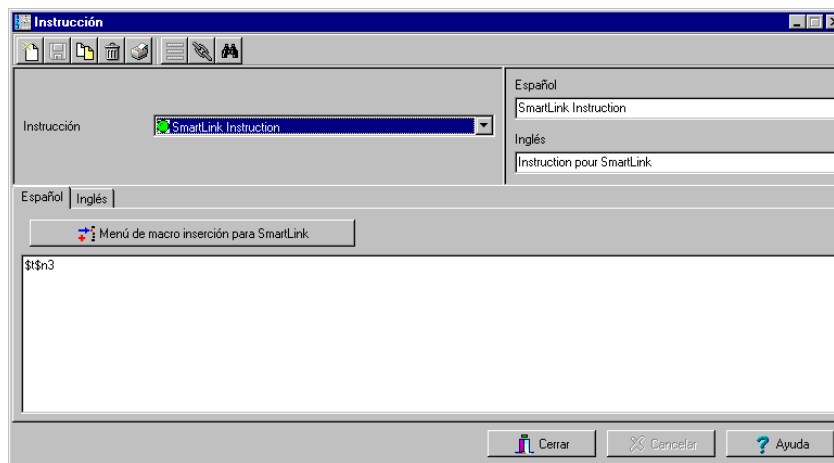 Instrucción
Español
SmartLink Instruction
Instrucción
SmartLink Instruction
Inglés
Instruction pour SmartLink
Español
Inglés
Menú de macro inserción para SmartLink
$t$n3
Cerrar
Cancelar
? Ayuda